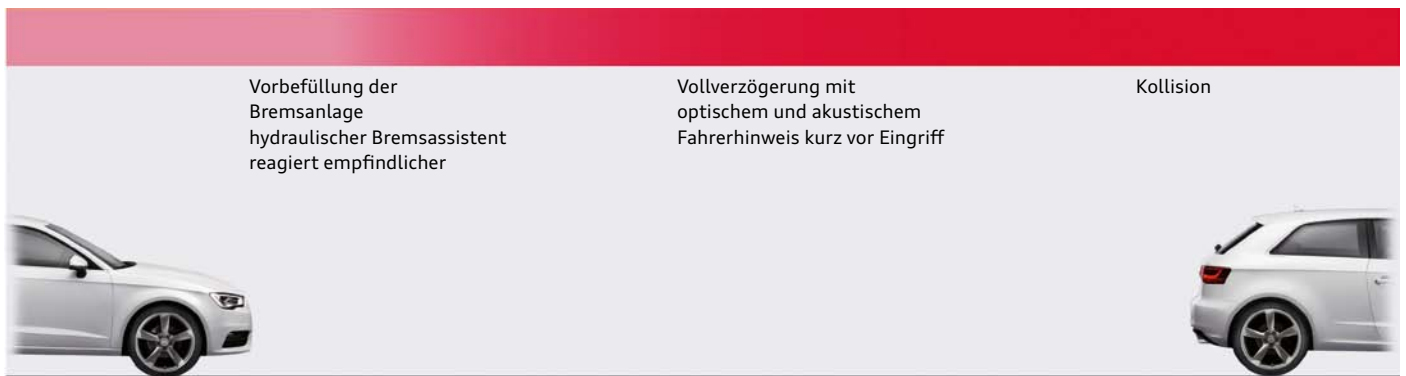 Vorbefüllung der
Bremsanlage
hydraulischer Bremsassistent
reagiert empfindlicher
Vollverzögerung mit
optischem und akustischem
Fahrerhinweis kurz vor Eingriff
Kollision